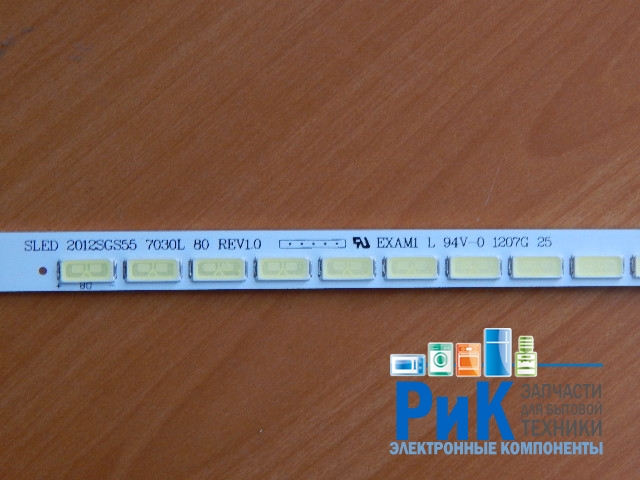 SLED 2012SGS55 7030L 80 REV1.0 EXAM1 L 94V-0 1207G 25
80
РиК ЗАПЧАСТИ
ДЛЯ БЫТОВОЙ
ТЕХНИКИ
ЭЛЕКТРОННЫЕ КОМПОНЕНТЫ